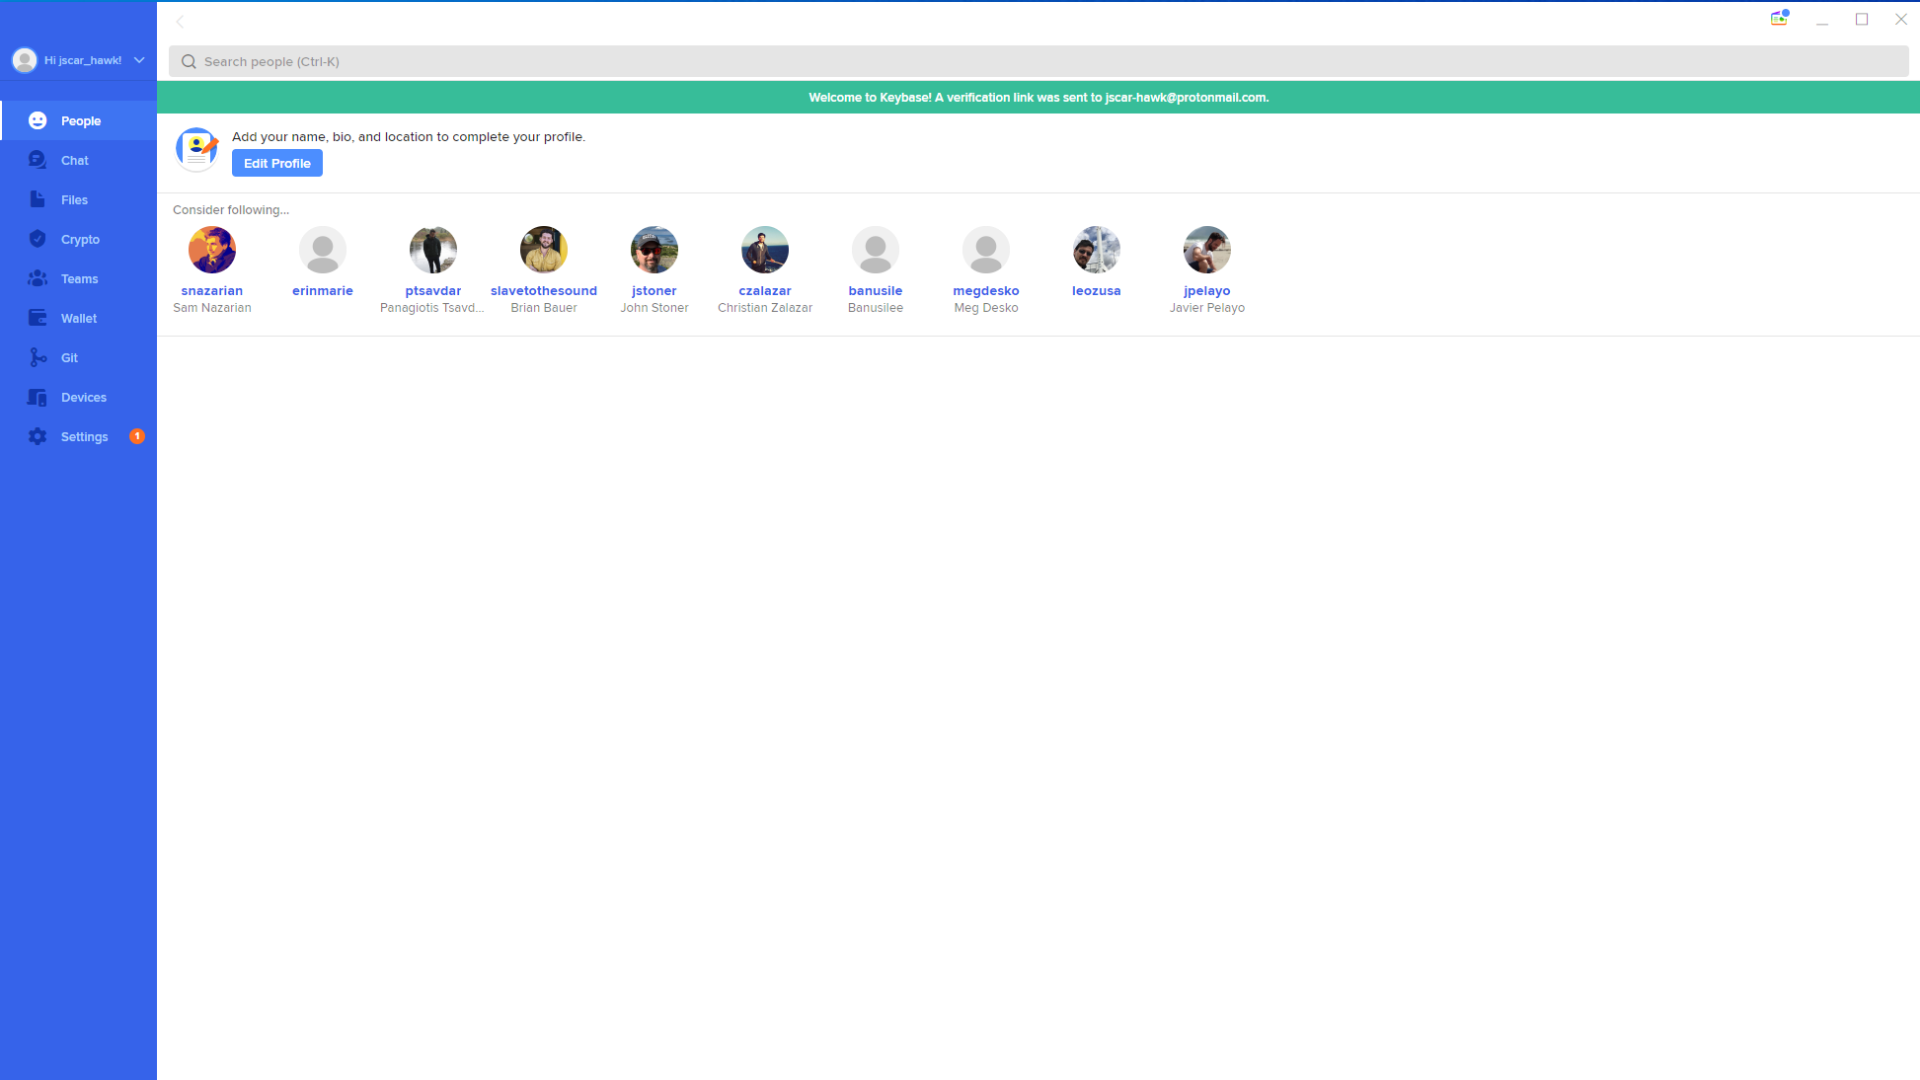 Hi jscar_hawk!
Search people (Ctrl-K)
Welcome to Keybase! A verification link was sent to jscar-hawk@protonmail.com.
People
Chat
Files
Crypto
Teams
Wallet
Git
Devices
Settings 1
Add your name, bio, and location to complete your profile.
Edit Profile
Consider following...
snazarian erinmarie ptsavdar slavetothesound jstoner czalazar banusile megdesko leozusa jpelayo
Sam Nazarian Panagiotis Tsavd... Brian Bauer John Stoner Christian Zalazar Banusilee Meg Desko Javier Pelayo